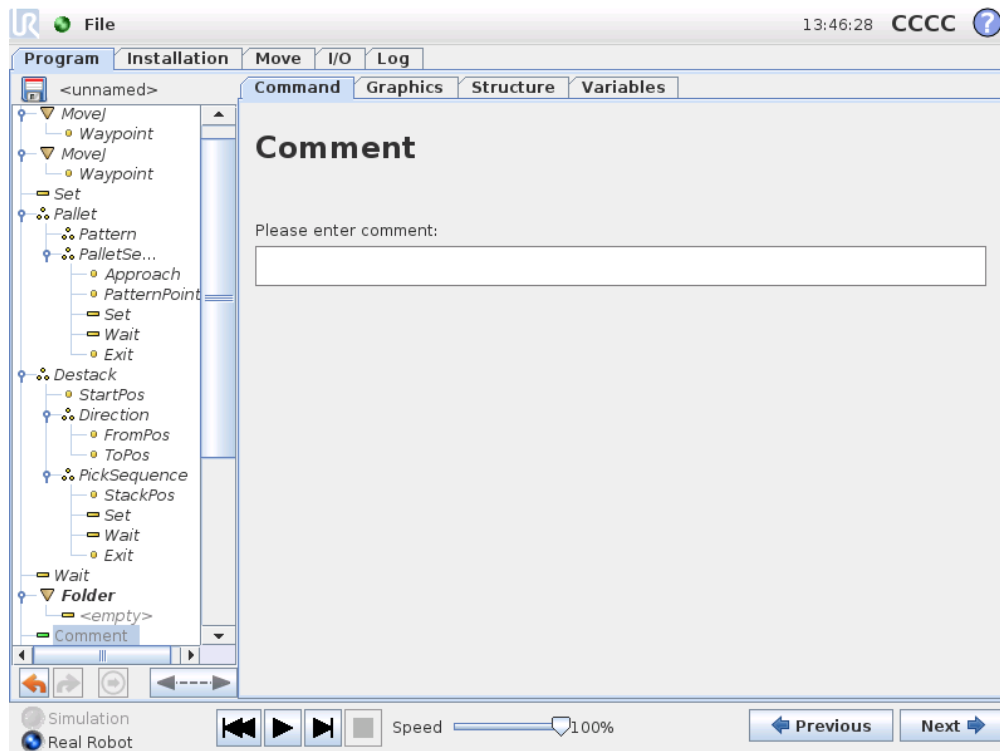 UR File 13:46:28 CCCC ?
Program Installation Move I/O Log
<unnamed> Command Graphics Structure Variables
MoveJ
Waypoint
MoveJ
Waypoint
Set
Pallet
Pattern
PalletSe...
Approach
PatternPoint
Set
Wait
Exit
Destack
StartPos
Direction
FromPos
ToPos
PickSequence
StackPos
Set
Wait
Exit
Wait
Folder
<empty>
Comment
Comment
Please enter comment:
Simulation
Real Robot
Speed 100%
Previous Next